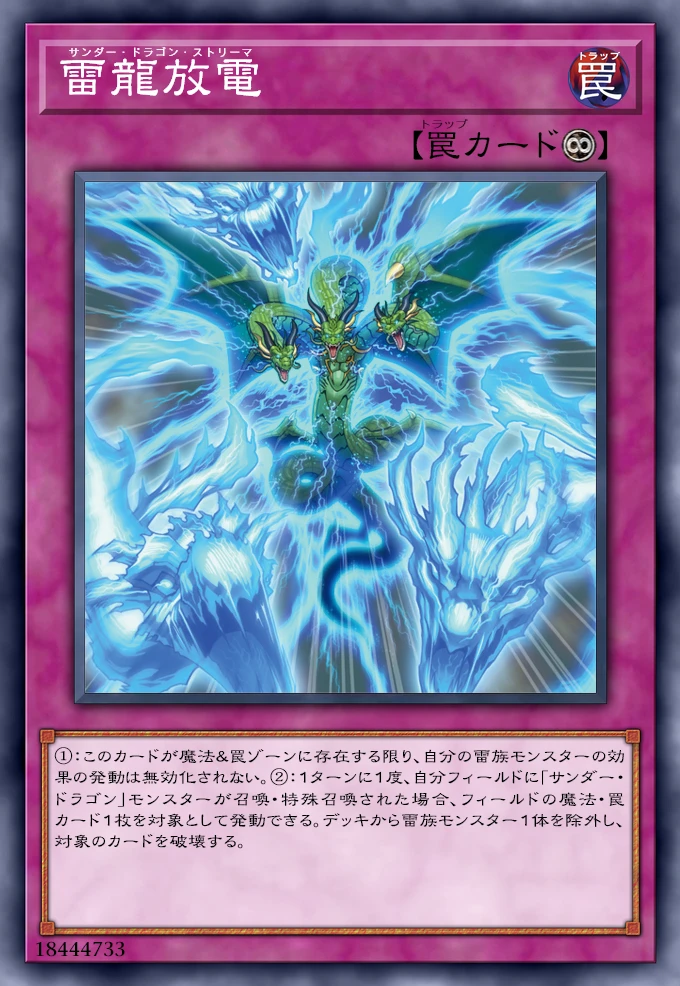 サンダー・ドラゴン・ストリーマ
雷龍放電
トラップ
罠
トラップ
【罠カード♾】
①:このカードが魔法&罠ゾーンに存在する限り、自分の雷族モンスターの効
果の発動は無効化されない。②:1ターンに1度、自分フィールドに「サンダー・
ドラゴン」モンスターが召喚・特殊召喚された場合、フィールドの魔法・罠
カード1枚を対象として発動できる。デッキから雷族モンスター1体を除外し、
対象のカードを破壊する。
18444733